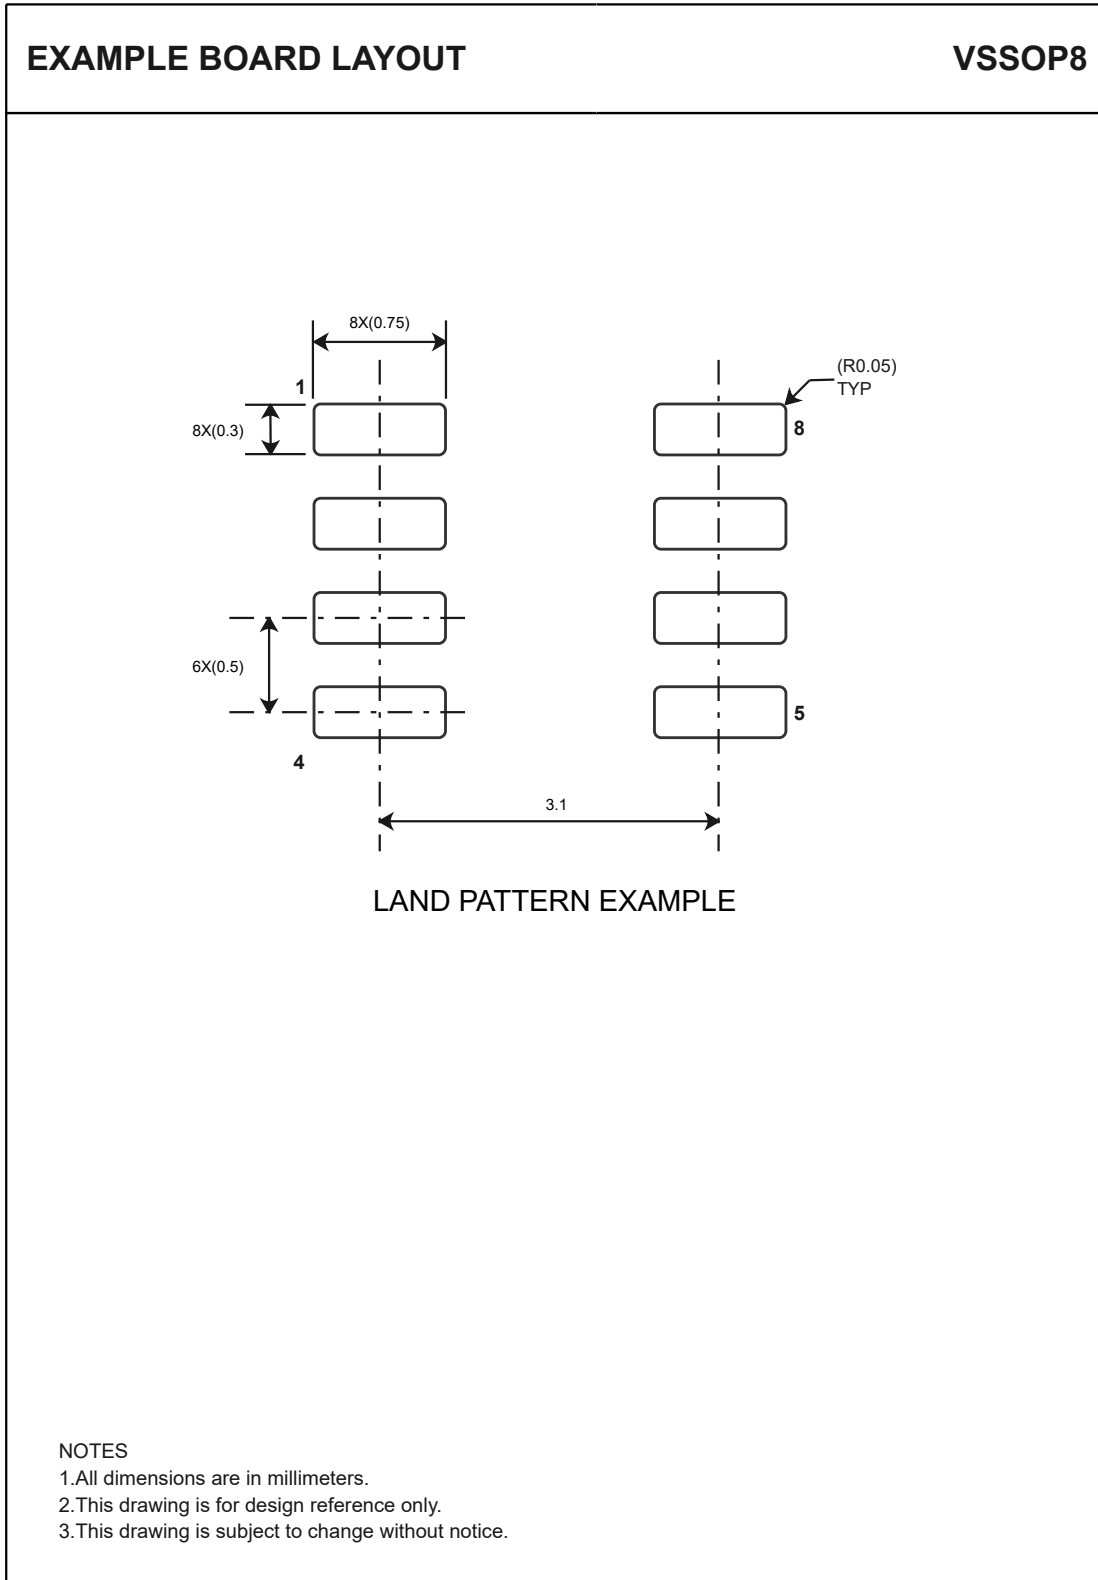 EXAMPLE BOARD LAYOUT
VSSOP8
8X(0.75)
(R0.05)
TYP
1
8X(0.3)
8
6X(0.5)
5
4
3.1
LAND PATTERN EXAMPLE
NOTES
1.All dimensions are in millimeters.
2.This drawing is for design reference only.
3.This drawing is subject to change without notice.